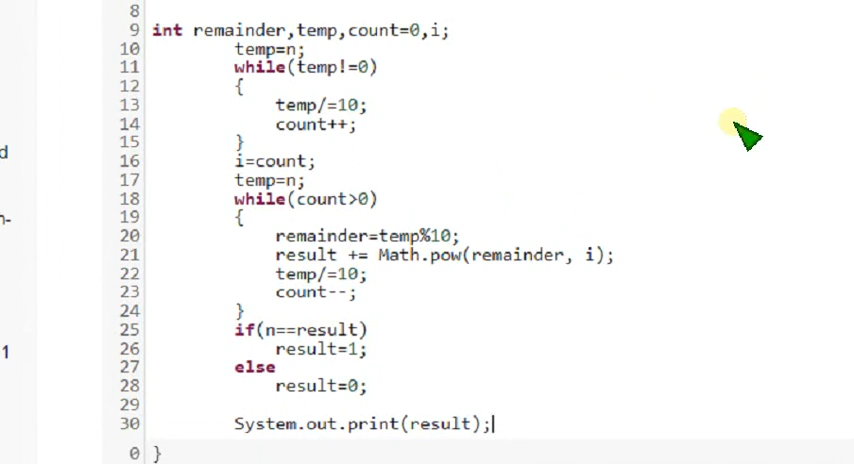 8
9 int remainder,temp,count=0,i;
10 temp=n;
11 while(temp!=0)
12 {
13 temp/=10;
14 count++;
15 }
d
16 i=count;
17 temp=n;
18 while(count>0)
n-
19 {
20 remainder=temp%10;
21 result += Math.pow(remainder, i);
22 temp/=10;
23 count--;
24 }
25 if(n==result)
1
26 result=1;
27 else
28 result=0;
29
30 System.out.print(result);
0 }